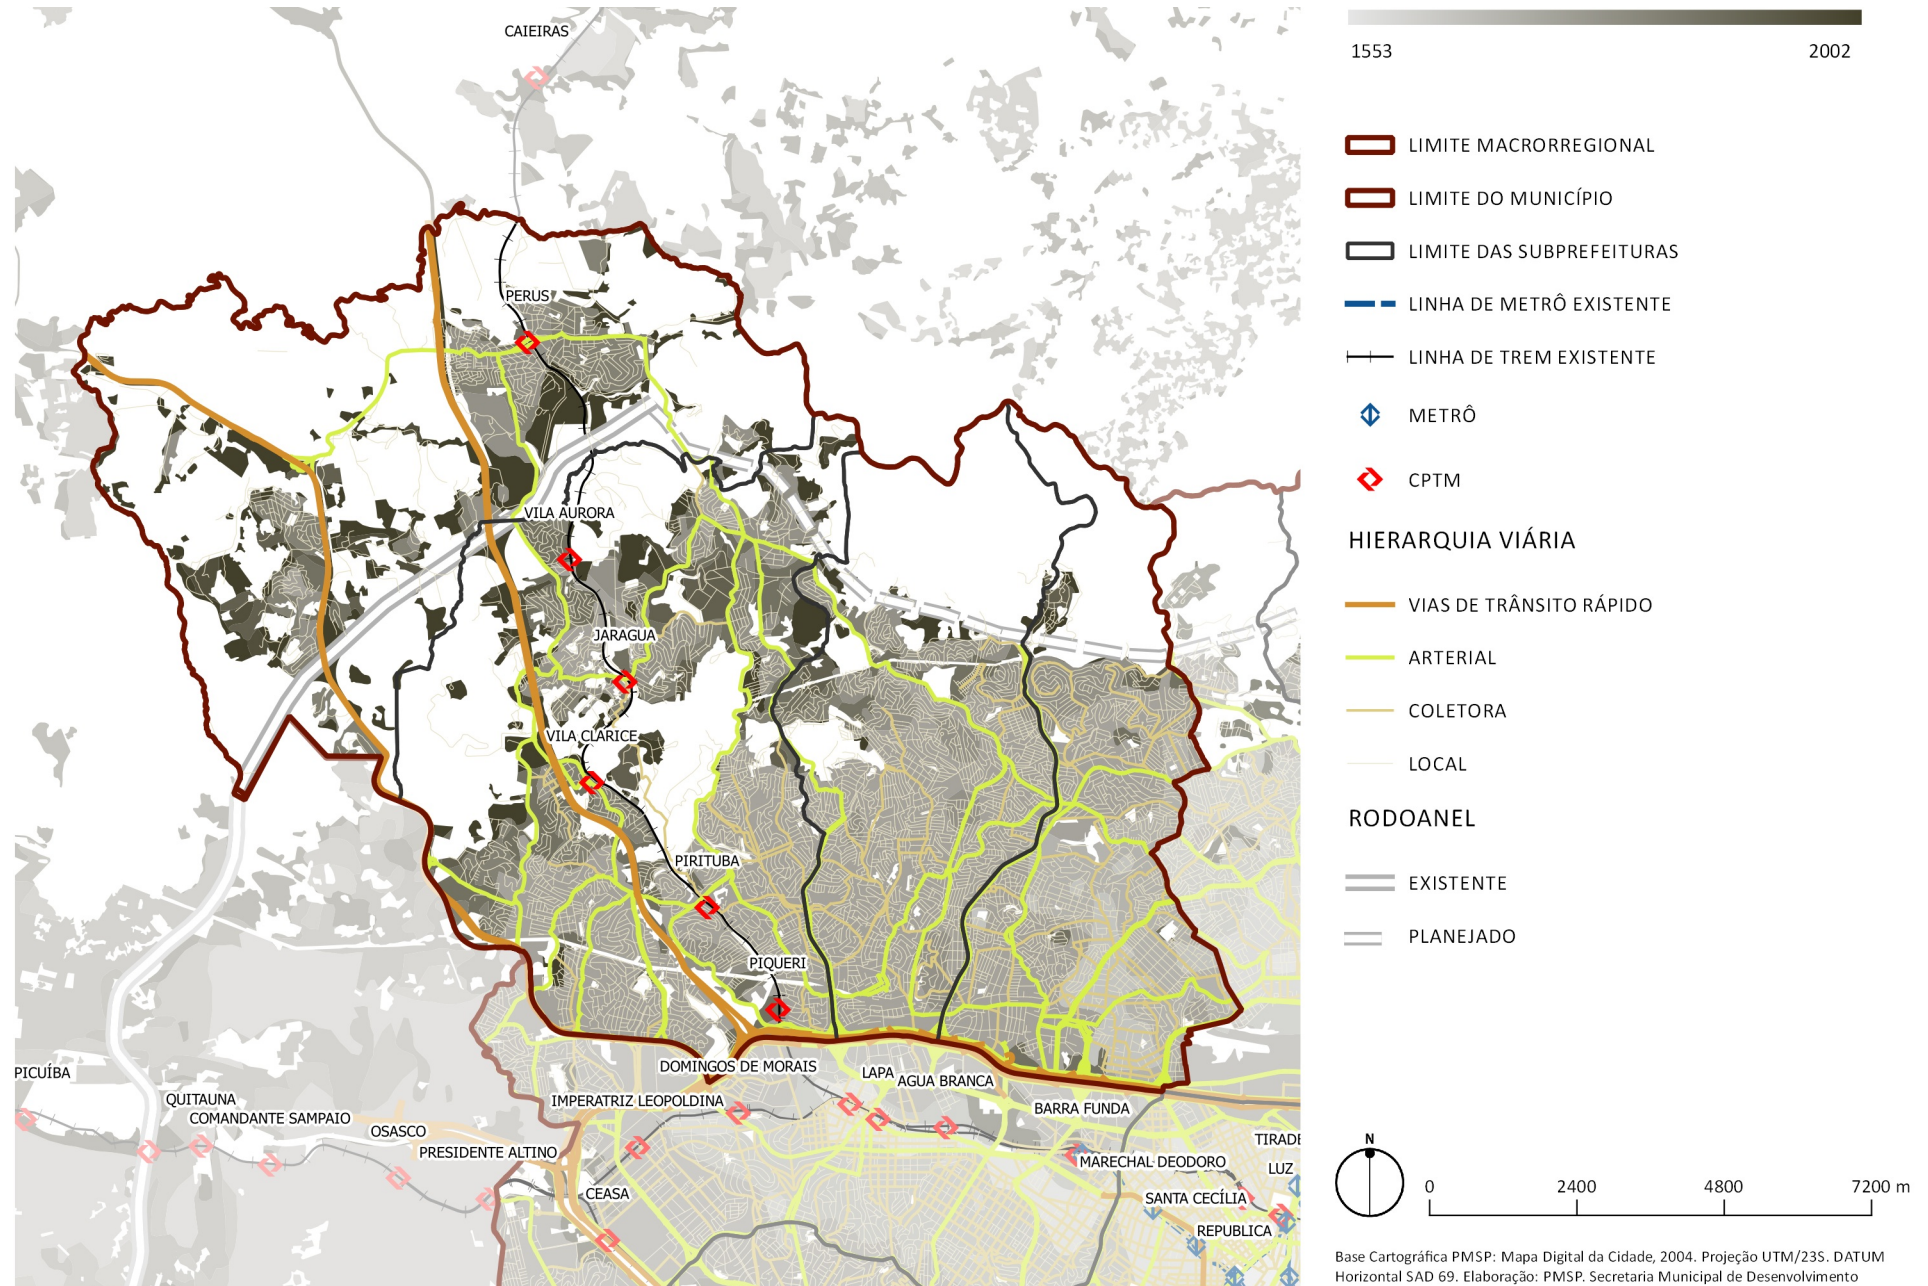 CAIEIRAS
PERUS
VILA AURORA
JARAGUA
VILA CLARICE
PIRITUBA
PIQUERI
DOMINGOS DE MORAIS
LAPA
AGUA BRANCA
IMPERATRIZ LEOPOLDINA
BARRA FUNDA
PICUÍBA
QUITAUNA
COMANDANTE SAMPAIO
OSASCO
PRESIDENTE ALTINO
CEASA
TIRADE
MARECHAL DEODORO
LUZ
SANTA CECÍLIA
REPUBLICA
1553 2002
LIMITE MACRORREGIONAL
LIMITE DO MUNICÍPIO
LIMITE DAS SUBPREFEITURAS
LINHA DE METRÔ EXISTENTE
LINHA DE TREM EXISTENTE
METRÔ
CPTM
HIERARQUIA VIÁRIA
VIAS DE TRÂNSITO RÁPIDO
ARTERIAL
COLETORA
LOCAL
RODOANEL
EXISTENTE
PLANEJADO
N
0 2400 4800 7200 m
Base Cartográfica PMSP: Mapa Digital da Cidade, 2004. Projeção UTM/23S. DATUM
Horizontal SAD 69. Elaboração: PMSP. Secretaria Municipal de Desenvolvimento